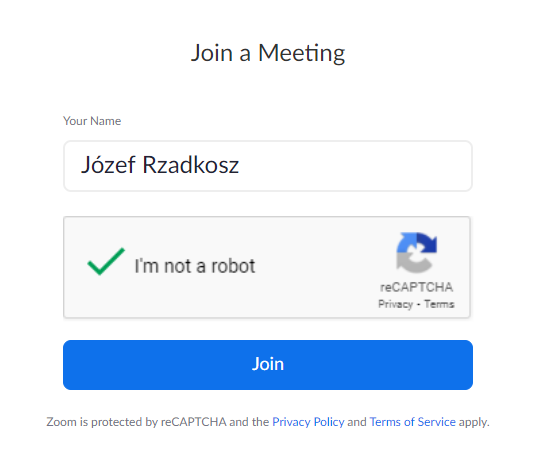 Join a Meeting
Your Name
Józef Rzadkosz
I'm not a robot
reCAPTCHA
Privacy - Terms
Join
Zoom is protected by reCAPTCHA and the Privacy Policy and Terms of Service apply.